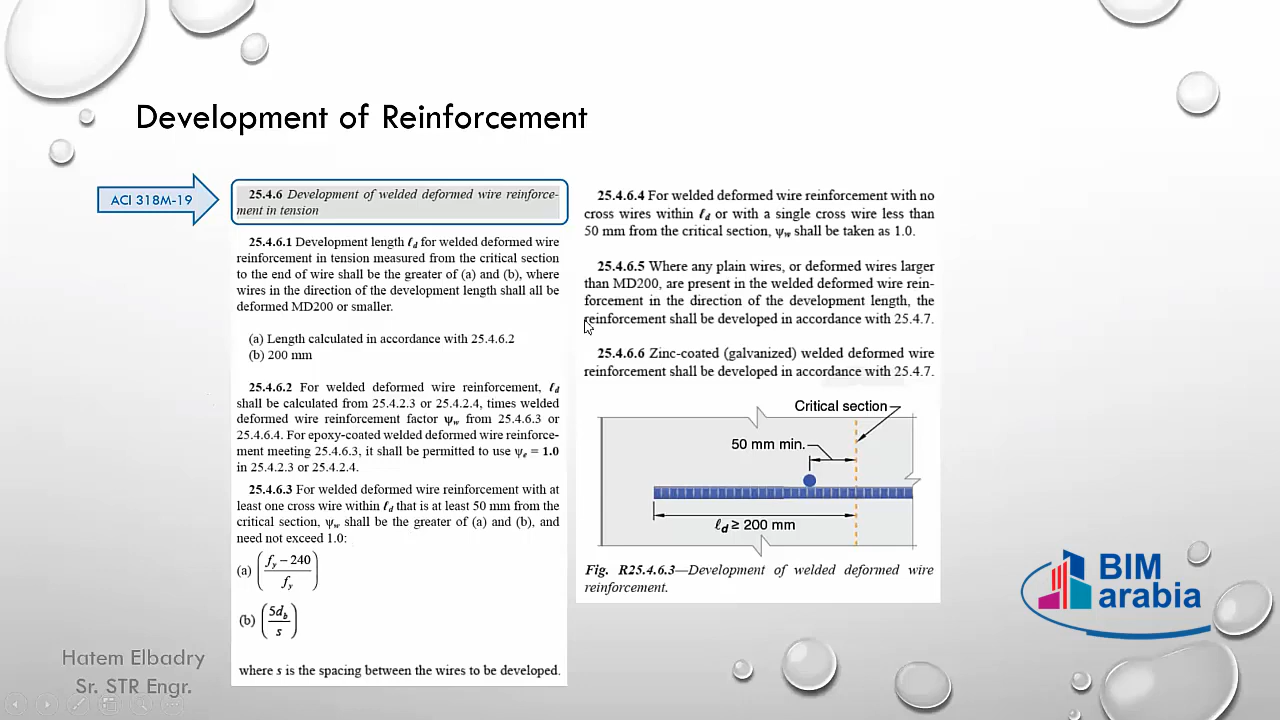 Development of Reinforcement
ACI 318M-19
25.4.6 Development of welded deformed wire reinforce-
ment in tension
25.4.6.1 Development length ℓd for welded deformed wire
reinforcement in tension measured from the critical section
to the end of wire shall be the greater of (a) and (b), where
wires in the direction of the development length shall all be
deformed MD200 or smaller.
(a) Length calculated in accordance with 25.4.6.2
(b) 200 mm
25.4.6.2 For welded deformed wire reinforcement, ℓd
shall be calculated from 25.4.2.3 or 25.4.2.4, times welded
deformed wire reinforcement factor ψw from 25.4.6.3 or
25.4.6.4. For epoxy-coated welded deformed wire reinforce-
ment meeting 25.4.6.3, it shall be permitted to use ψe = 1.0
in 25.4.2.3 or 25.4.2.4.
25.4.6.3 For welded deformed wire reinforcement with at
least one cross wire within ℓd that is at least 50 mm from the
critical section, ψw shall be the greater of (a) and (b), and
need not exceed 1.0:
(a) (fy – 240 / fy)
(b) (5db / s)
where s is the spacing between the wires to be developed.
25.4.6.4 For welded deformed wire reinforcement with no
cross wires within ℓd or with a single cross wire less than
50 mm from the critical section, ψw shall be taken as 1.0.
25.4.6.5 Where any plain wires, or deformed wires larger
than MD200, are present in the welded deformed wire rein-
forcement in the direction of the development length, the
reinforcement shall be developed in accordance with 25.4.7.
25.4.6.6 Zinc-coated (galvanized) welded deformed wire
reinforcement shall be developed in accordance with 25.4.7.
Critical section
50 mm min.
ℓd ≥ 200 mm
Fig. R25.4.6.3—Development of welded deformed wire
reinforcement.
BIM
arabia
Hatem Elbadry
Sr. STR Engr.